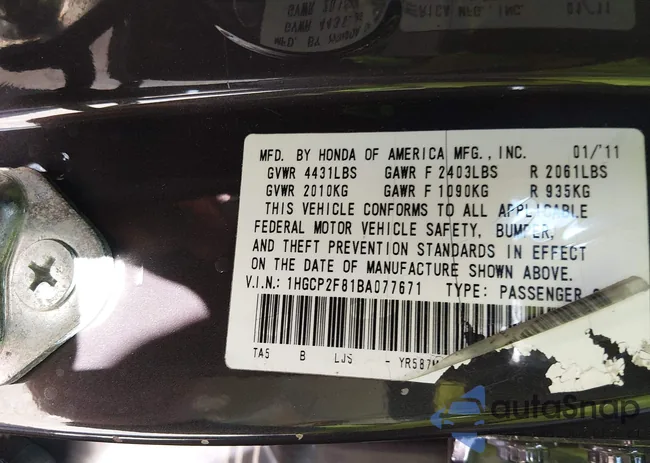 MFD. BY HONDA OF AMERICA MFG., INC. 01/'11
GVWR 4431LBS GAWR F 2403LBS R 2061LBS
GVWR 2010KG GAWR F 1090KG R 935KG
THIS VEHICLE CONFORMS TO ALL APPLICABLE
FEDERAL MOTOR VEHICLE SAFETY, BUMPER,
AND THEFT PREVENTION STANDARDS IN EFFECT
ON THE DATE OF MANUFACTURE SHOWN ABOVE.
V.I.N.: 1HGCP2F81BA077671 TYPE: PASSENGER
TA5 B LJS - YR587M
autoSnap